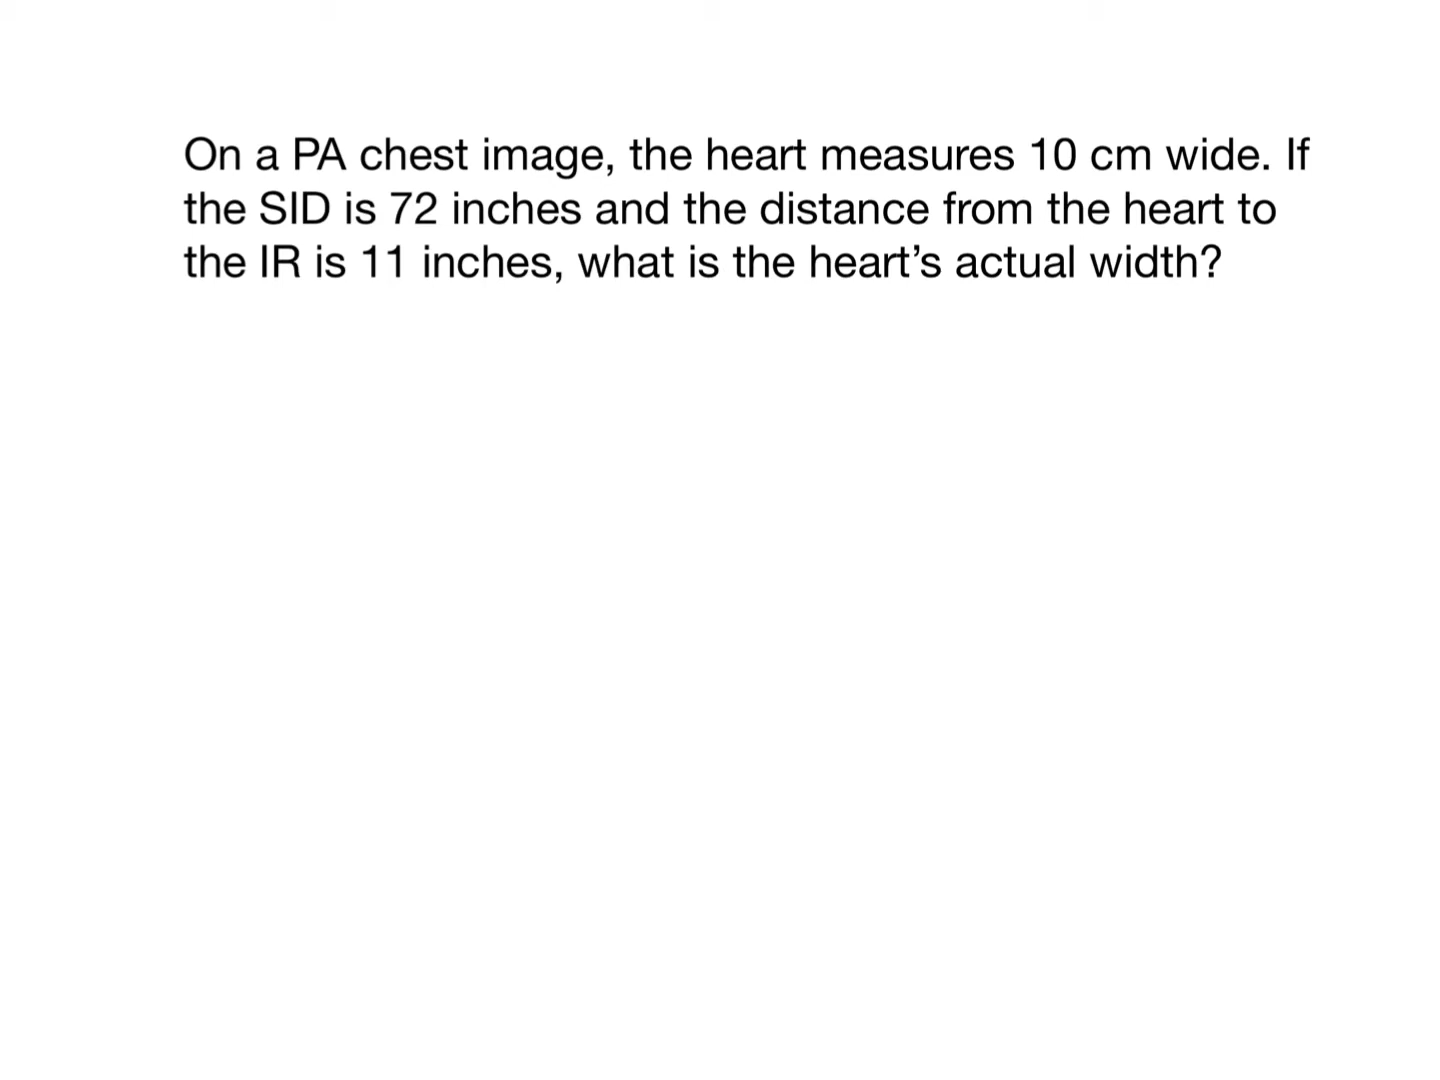 On a PA chest image, the heart measures 10 cm wide. If
the SID is 72 inches and the distance from the heart to
the IR is 11 inches, what is the heart’s actual width?